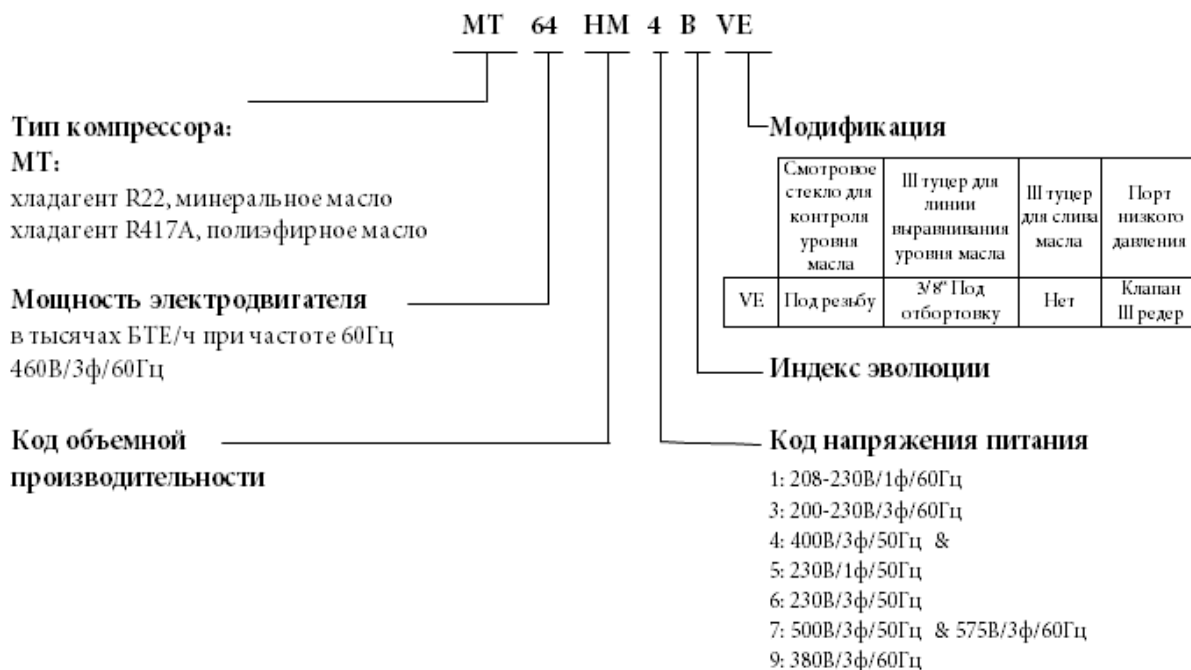 МТ 64 НМ 4 В VE
Тип компрессора:
МТ:
хладагент R22, минеральное масло
хладагент R417A, полиэфирное масло
Мощность электродвигателя
в тысячах БТЕ/ч при частоте 60Гц
460В/3ф/60Гц
Код объемной
производительности
Модификация
Смотровое
стекло для
контроля
уровня
масла
Штуцер для
линии
выравнивания
уровня масла
Штуцер
для слива
масла
Порт
низкого
давления
VE
Под резьбу
3/8" Под
отбортовку
Нет
Клапан
Шредер
Индекс эволюции
Код напряжения питания
1: 208-230В/1ф/60Гц
3: 200-230В/3ф/60Гц
4: 400В/3ф/50Гц &
5: 230В/1ф/50Гц
6: 230В/3ф/50Гц
7: 500В/3ф/50Гц & 575В/3ф/60Гц
9: 380В/3ф/60Гц